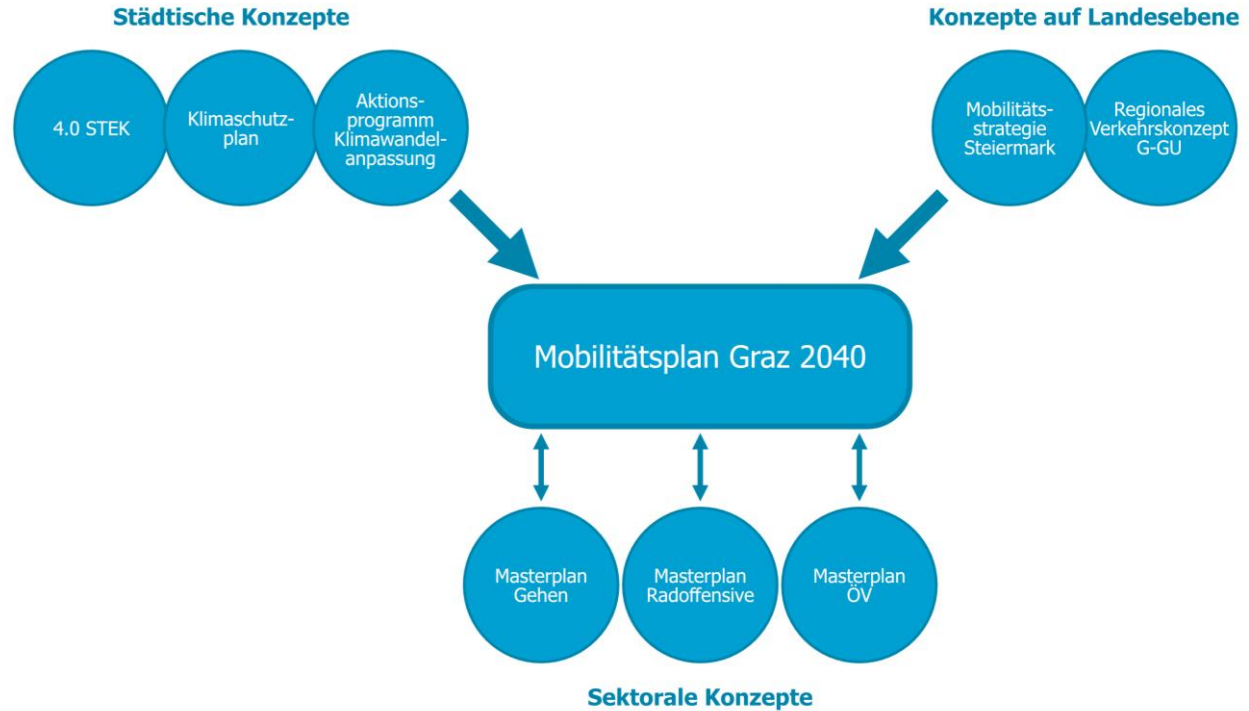 Städtische Konzepte
4.0 STEK
Klimaschutz-
plan
Aktions-
programm
Klimawandel-
anpassung
Konzepte auf Landesebene
Mobilitäts-
strategie
Steiermark
Regionales
Verkehrskonzept
G-GU
Mobilitätsplan Graz 2040
Masterplan
Gehen
Masterplan
Radoffensive
Masterplan
ÖV
Sektorale Konzepte